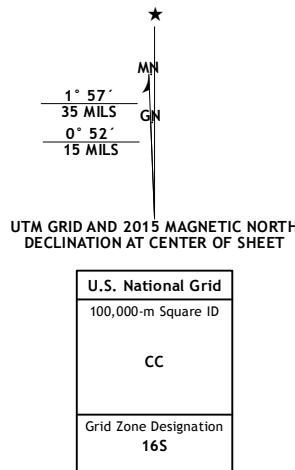 ★
MN
1° 57´
35 MILS
GN
0° 52´
15 MILS
UTM GRID AND 2015 MAGNETIC NORTH
DECLINATION AT CENTER OF SHEET
U.S. National Grid
100,000-m Square ID
CC
Grid Zone Designation
16S